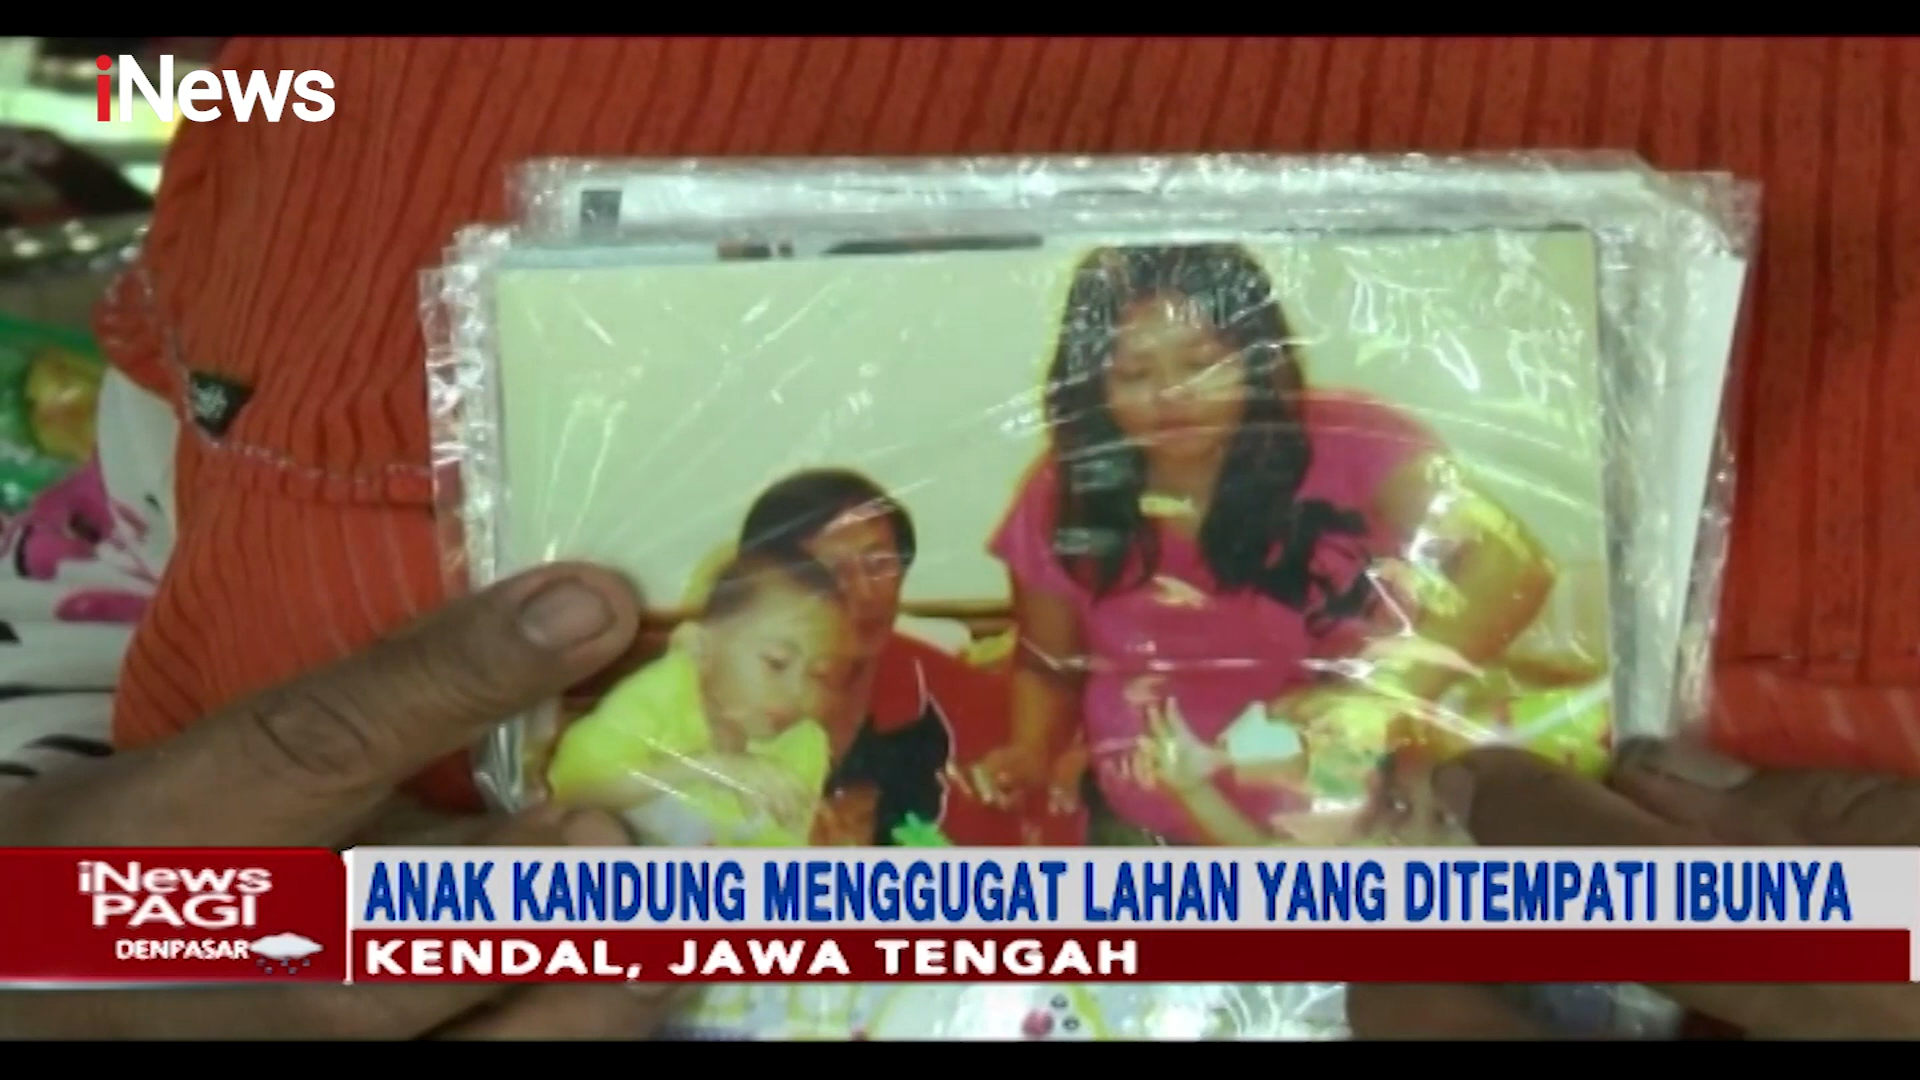 iNews
iNews
PAGI
DENPASAR
ANAK KANDUNG MENGGUGAT LAHAN YANG DITEMPATI IBUNYA
KENDAL, JAWA TENGAH